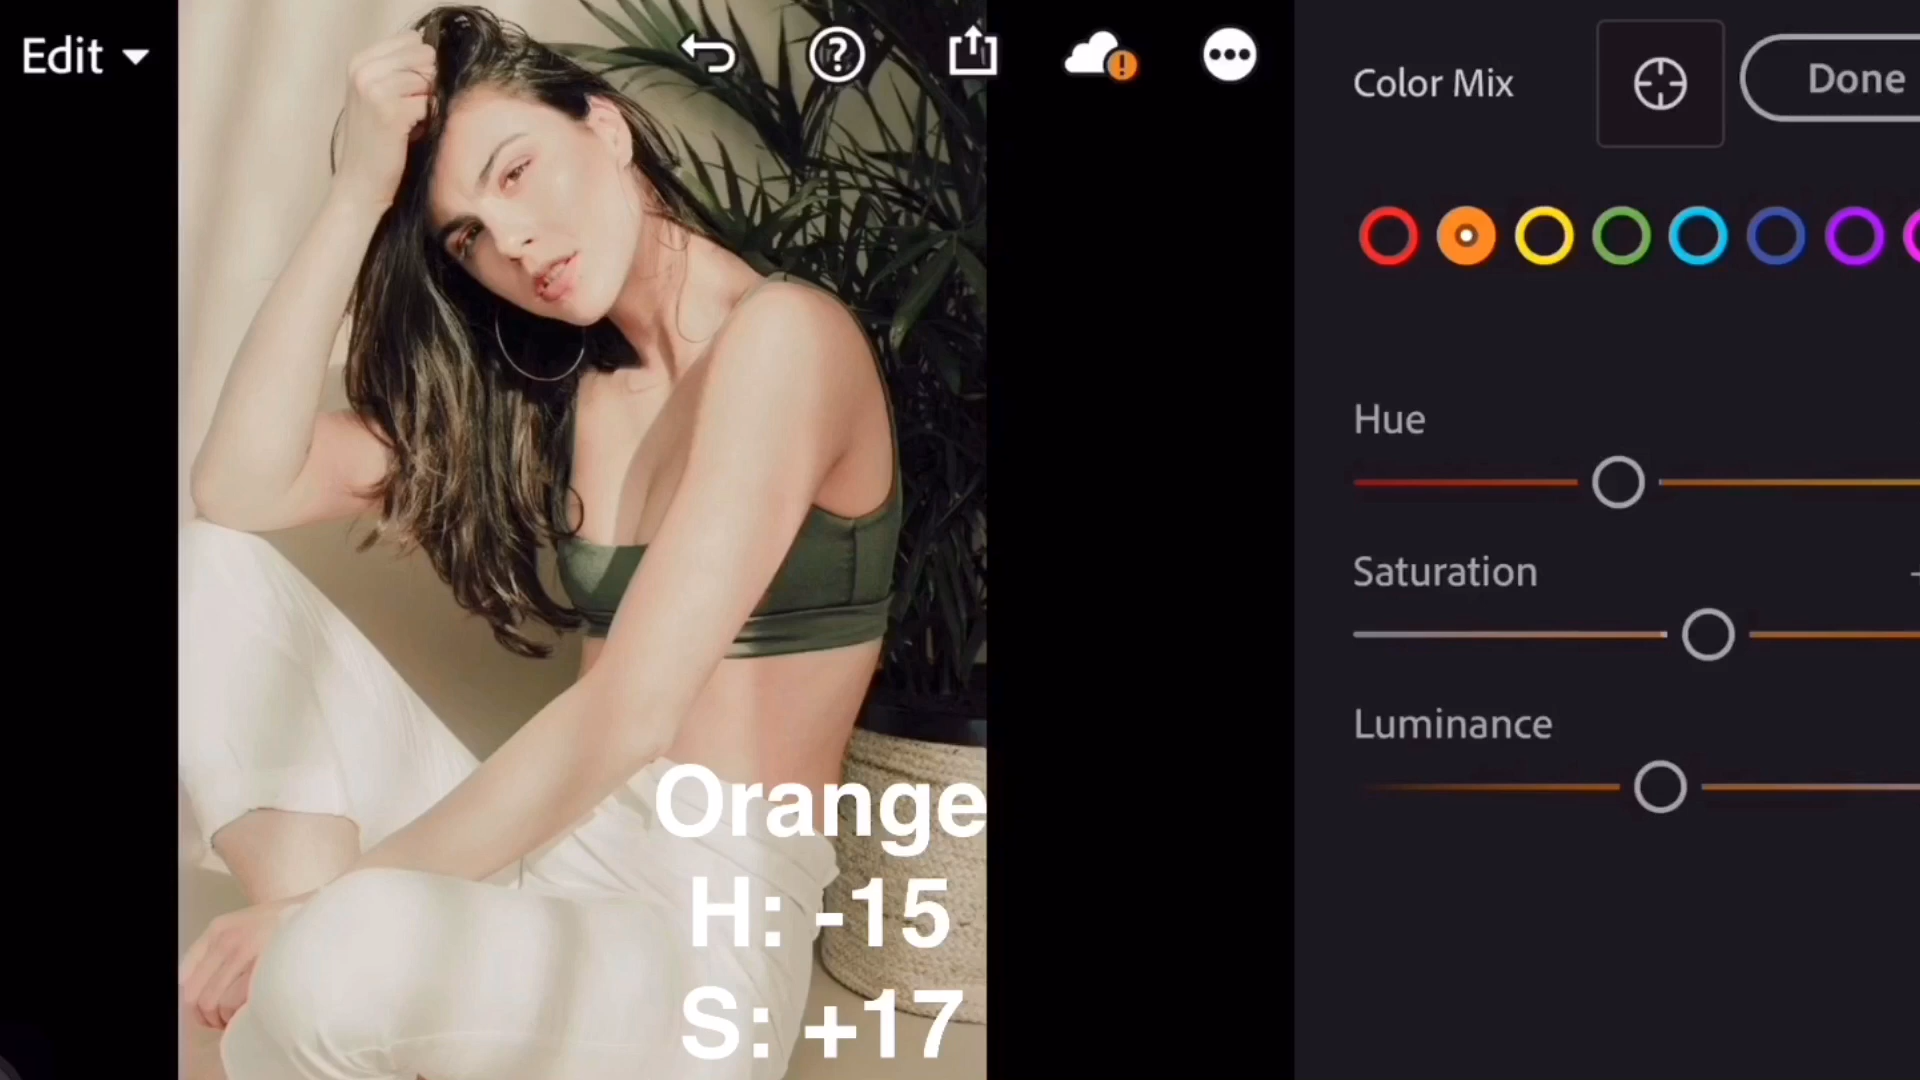 Edit
Color Mix
Done
Hue
Saturation
Luminance
Orange
H: -15
S: +17